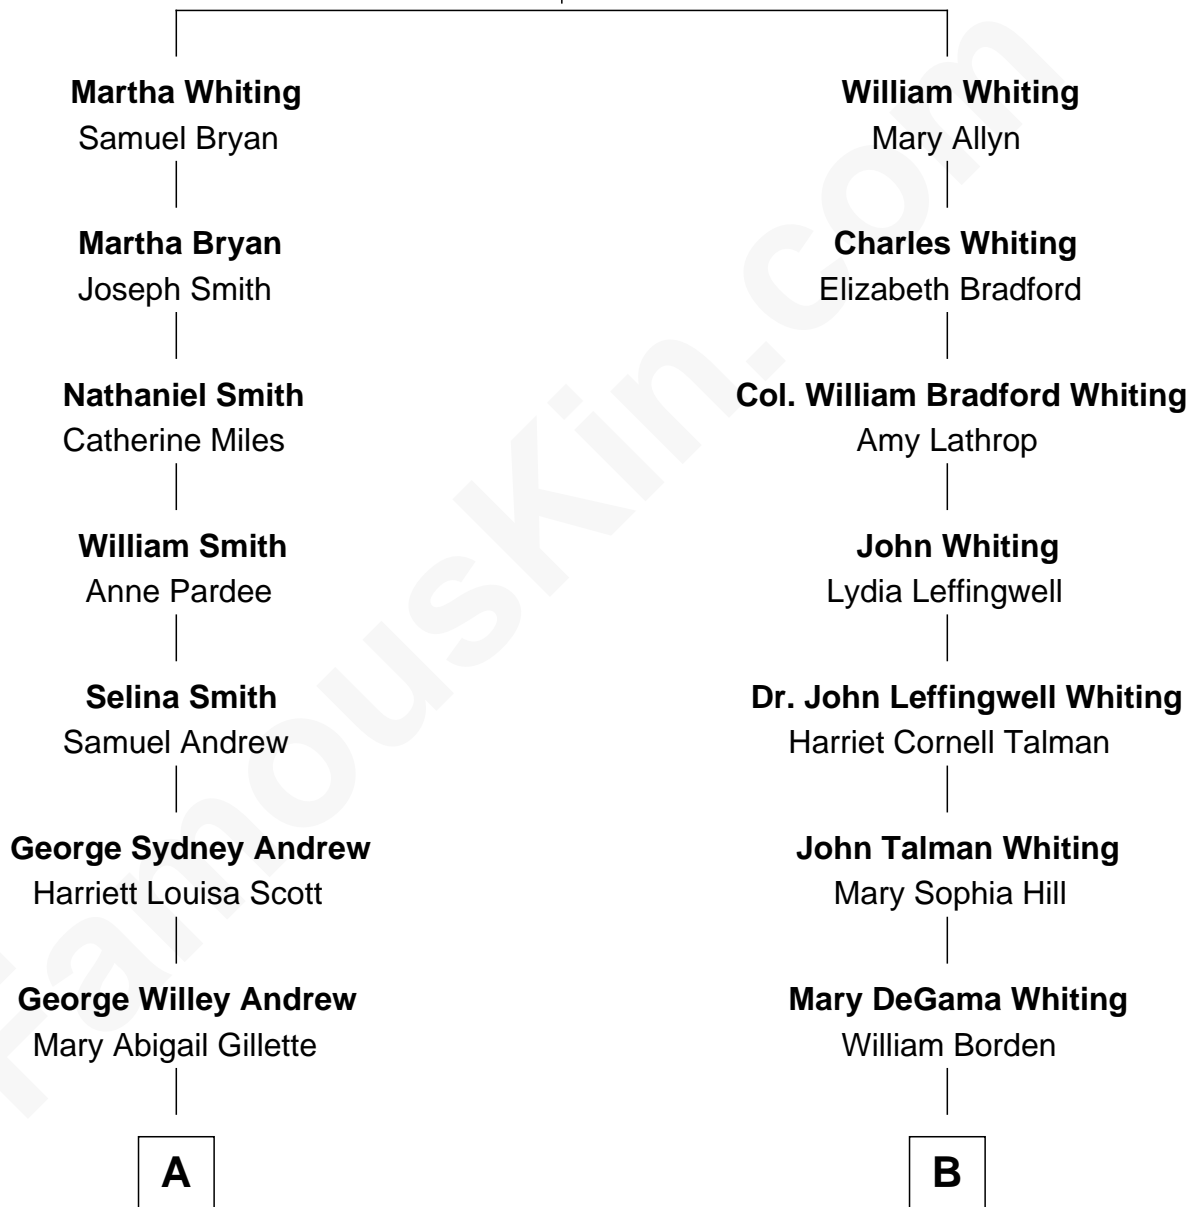 Martha Whiting
Samuel Bryan
Martha Bryan
Joseph Smith
Nathaniel Smith
Catherine Miles
William Smith
Anne Pardee
Selina Smith
Samuel Andrew
George Sydney Andrew
Harriett Louisa Scott
George Willey Andrew
Mary Abigail Gillette
A
William Whiting
Mary Allyn
Charles Whiting
Elizabeth Bradford
Col. William Bradford Whiting
Amy Lathrop
John Whiting
Lydia Leffingwell
Dr. John Leffingwell Whiting
Harriet Cornell Talman
John Talman Whiting
Mary Sophia Hill
Mary DeGama Whiting
William Borden
B
FamousKin.com